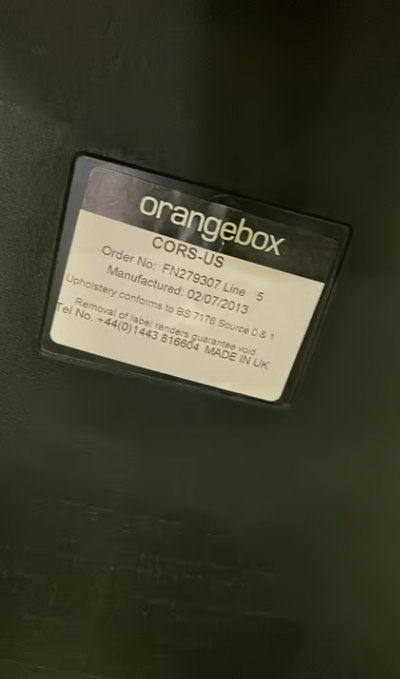 orangebox
CORS-US
Order No: FN279307 Line 5
Manufactured: 02/07/2013
Upholstery conforms to BS 7176 Source 0 & 1
Removal of label renders guarantee void
Tel No. +44(0)1443 816604 MADE IN UK